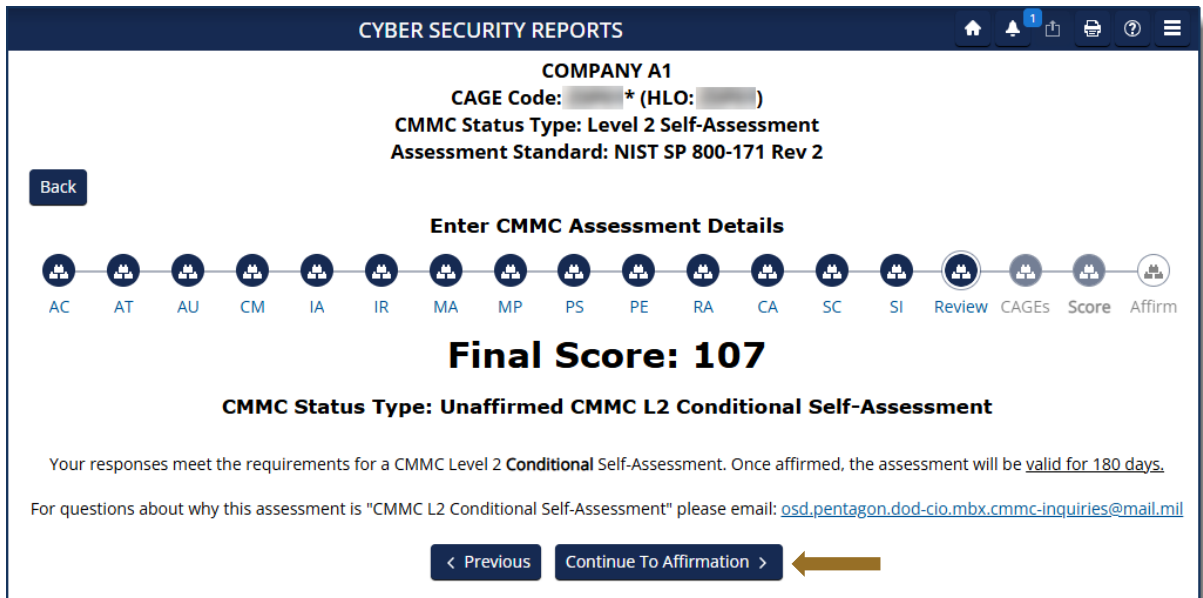 CYBER SECURITY REPORTS
1
COMPANY A1
CAGE Code: * (HLO: )
CMMC Status Type: Level 2 Self-Assessment
Assessment Standard: NIST SP 800-171 Rev 2
Back
Enter CMMC Assessment Details
AC AT AU CM IA IR MA MP PS PE RA CA SC SI Review CAGEs Score Affirm
Final Score: 107
CMMC Status Type: Unaffirmed CMMC L2 Conditional Self-Assessment
Your responses meet the requirements for a CMMC Level 2 Conditional Self-Assessment. Once affirmed, the assessment will be valid for 180 days.
For questions about why this assessment is "CMMC L2 Conditional Self-Assessment" please email: osd.pentagon.dod-cio.mbx.cmmc-inquiries@mail.mil
< Previous Continue To Affirmation >